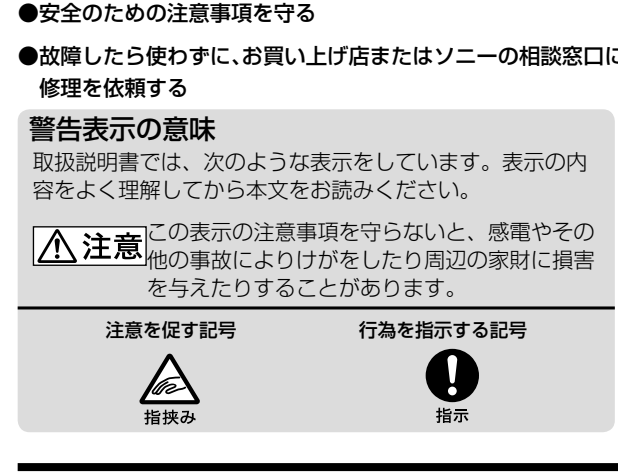 ●安全のための注意事項を守る
●故障したら使わずに、お買い上げ店またはソニーの相談窓口に
修理を依頼する
警告表示の意味
取扱説明書では、次のような表示をしています。表示の内
容をよく理解してから本文をお読みください。
注意
この表示の注意事項を守らないと、感電やその
他の事故によりけがをしたり周辺の家財に損害
を与えたりすることがあります。
注意を促す記号
行為を指示する記号
指挟み
指示